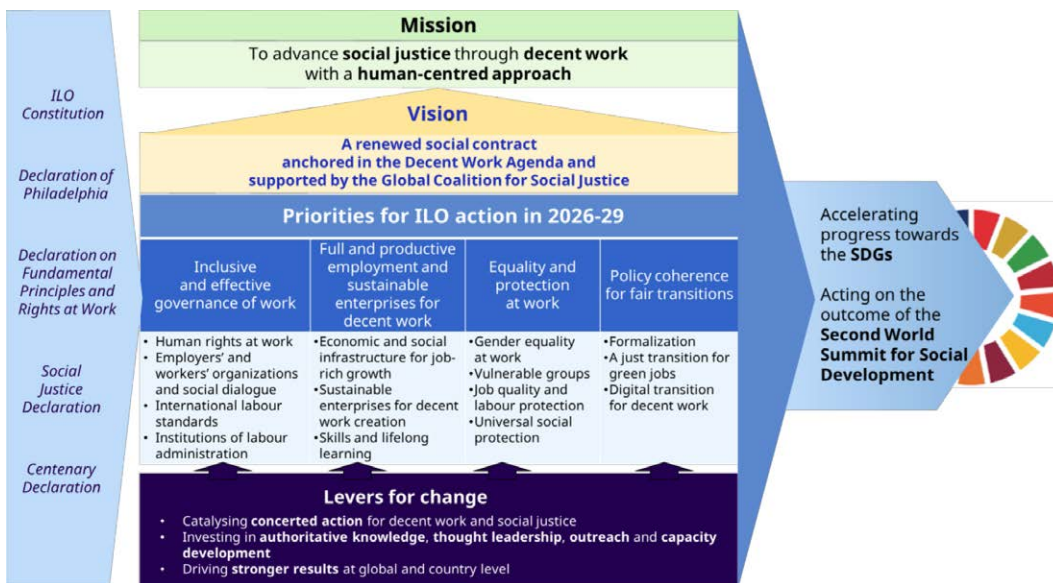 ILO
Constitution
Declaration of
Philadelphia
Declaration on
Fundamental
Principles and
Rights at Work
Social
Justice
Declaration
Centenary
Declaration
Mission
To advance social justice through decent work
with a human-centred approach
Vision
A renewed social contract
anchored in the Decent Work Agenda and
supported by the Global Coalition for Social Justice
Priorities for ILO action in 2026-29
Inclusive
and effective
governance of work
• Human rights at work
• Employers’ and
workers’ organizations
and social dialogue
• International labour
standards
• Institutions of labour
administration
Full and productive
employment and
sustainable
enterprises for
decent work
•Economic and social
infrastructure for job-
rich growth
•Sustainable
enterprises for decent
work creation
•Skills and lifelong
learning
Equality and
protection
at work
•Gender equality
at work
•Vulnerable groups
•Job quality and
labour protection
•Universal social
protection
Policy coherence
for fair transitions
•Formalization
•A just transition for
green jobs
•Digital transition
for decent work
Levers for change
• Catalysing concerted action for decent work and social justice
• Investing in authoritative knowledge, thought leadership, outreach and capacity
development
• Driving stronger results at global and country level
Accelerating
progress towards
the SDGs
Acting on the
outcome of the
Second World
Summit for Social
Development